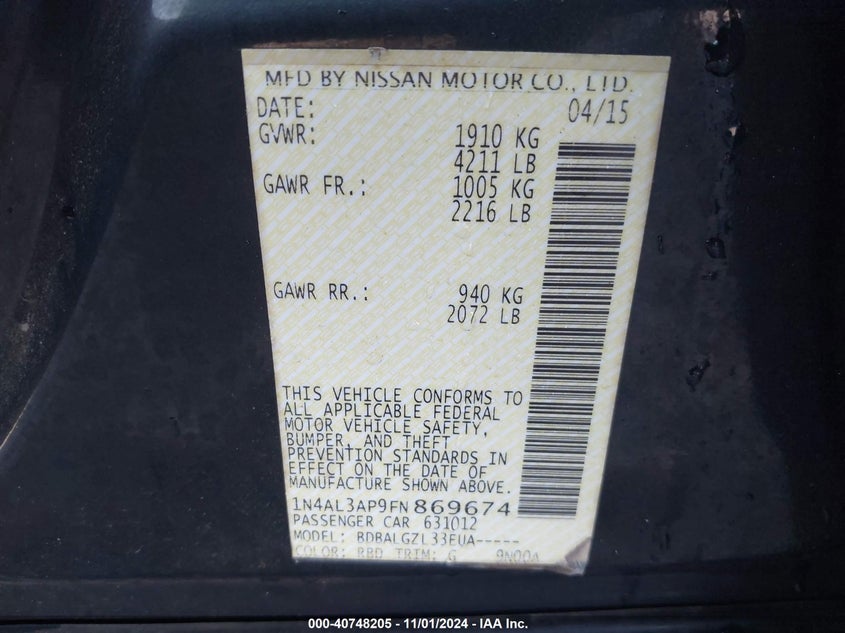 MFD BY NISSAN MOTOR CO., LTD.
DATE: 04/15
GVWR: 1910 KG
4211 LB
GAWR FR.: 1005 KG
2216 LB
GAWR RR.: 940 KG
2072 LB
THIS VEHICLE CONFORMS TO
ALL APPLICABLE FEDERAL
MOTOR VEHICLE SAFETY,
BUMPER, AND THEFT
PREVENTION STANDARDS IN
EFFECT ON THE DATE OF
MANUFACTURE SHOWN ABOVE.
1N4AL3AP9FN869674
PASSENGER CAR 631012
MODEL: BDBALGZL33EUA-----
COLOR: RBD TRIM: G 9N00A
000-40748205 - 11/01/2024 - IAA Inc.